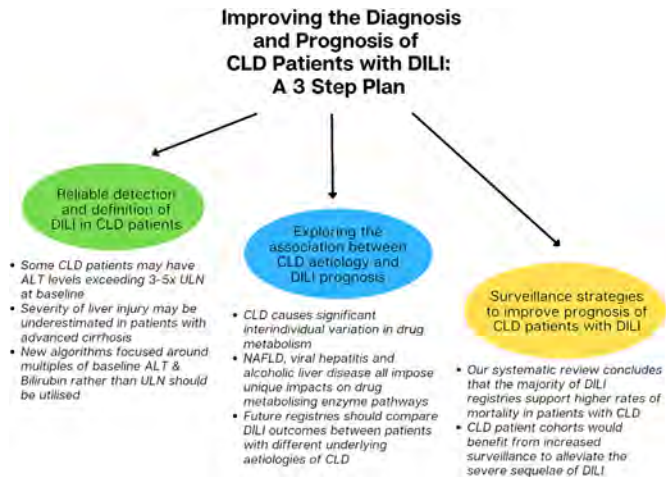 Improving the Diagnosis
and Prognosis of
CLD Patients with DILI:
A 3 Step Plan
Reliable detection
and definition of
DILI in CLD patients
• Some CLD patients may have
ALT levels exceeding 3-5x ULN
at baseline
• Severity of liver injury may be
underestimated in patients with
advanced cirrhosis
• New algorithms focused around
multiples of baseline ALT &
Bilirubin rather than ULN should
be utilised
Exploring the
association between
CLD aetiology and
DILI prognosis
• CLD causes significant
interindividual variation in drug
metabolism
• NAFLD, viral hepatitis and
alcoholic liver disease all impose
unique impacts on drug
metabolising enzyme pathways
• Future registries should compare
DILI outcomes between patients
with different underlying
aetiologies of CLD
Surveillance strategies
to improve prognosis of
CLD patients with DILI
• Our systematic review concludes
that the majority of DILI
registries support higher rates of
mortality in patients with CLD
• CLD patient cohorts would
benefit from increased
surveillance to alleviate the
severe sequelae of DILI